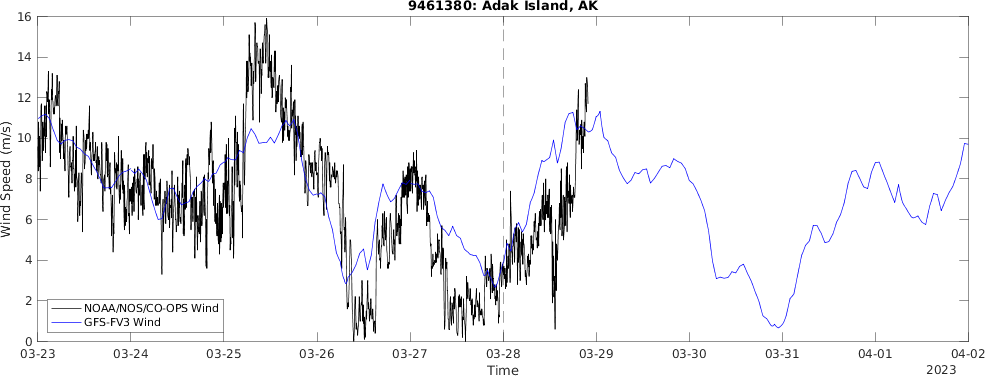 9461380: Adak Island, AK
16
14
12
10
8
6
4
2
0
Wind Speed (m/s)
NOAA/NOS/CO-OPS Wind
GFS-FV3 Wind
03-23 03-24 03-25 03-26 03-27 03-28 03-29 03-30 03-31 04-01 04-02
Time
2023